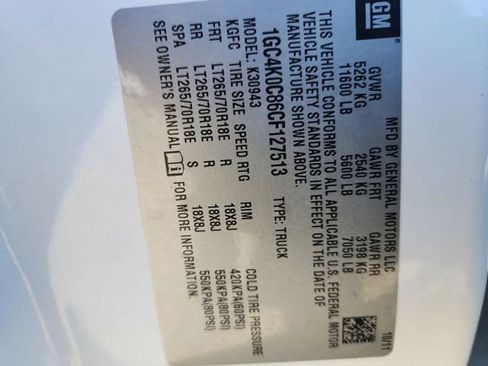 GM
MFD BY GENERAL MOTORS LLC
10/11
GVWR GAWR FRT GAWR RR
5262 KG 2540 KG 3198 KG
11600 LB 5600 LB 7050 LB
THIS VEHICLE CONFORMS TO ALL APPLICABLE U.S. FEDERAL MOTOR
VEHICLE SAFETY STANDARDS IN EFFECT ON THE DATE OF
MANUFACTURE SHOWN ABOVE.
1GC4K0C86CF127513 TYPE: TRUCK
MODEL: K30943
KGFC TIRE SIZE SPEED RTG RIM COLD TIRE PRESSURE
FRT LT265/70R18E R 18X8J 420KPA(60PSI)
RR LT265/70R18E R 18X8J 550KPA(80PSI)
SPA LT265/70R18E S 18X8J 550KPA(80PSI)
SEE OWNER'S MANUAL i FOR MORE INFORMATION.